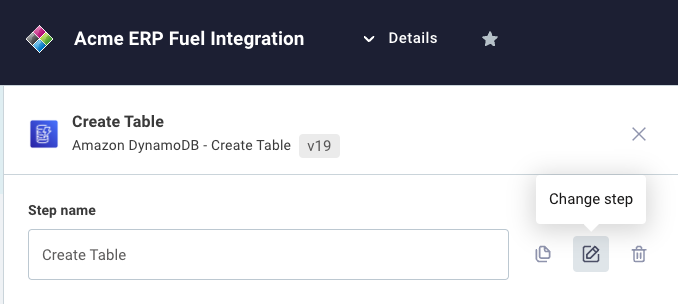 Acme ERP Fuel Integration
Details
Create Table
Amazon DynamoDB - Create Table v19
Change step
Step name
Create Table